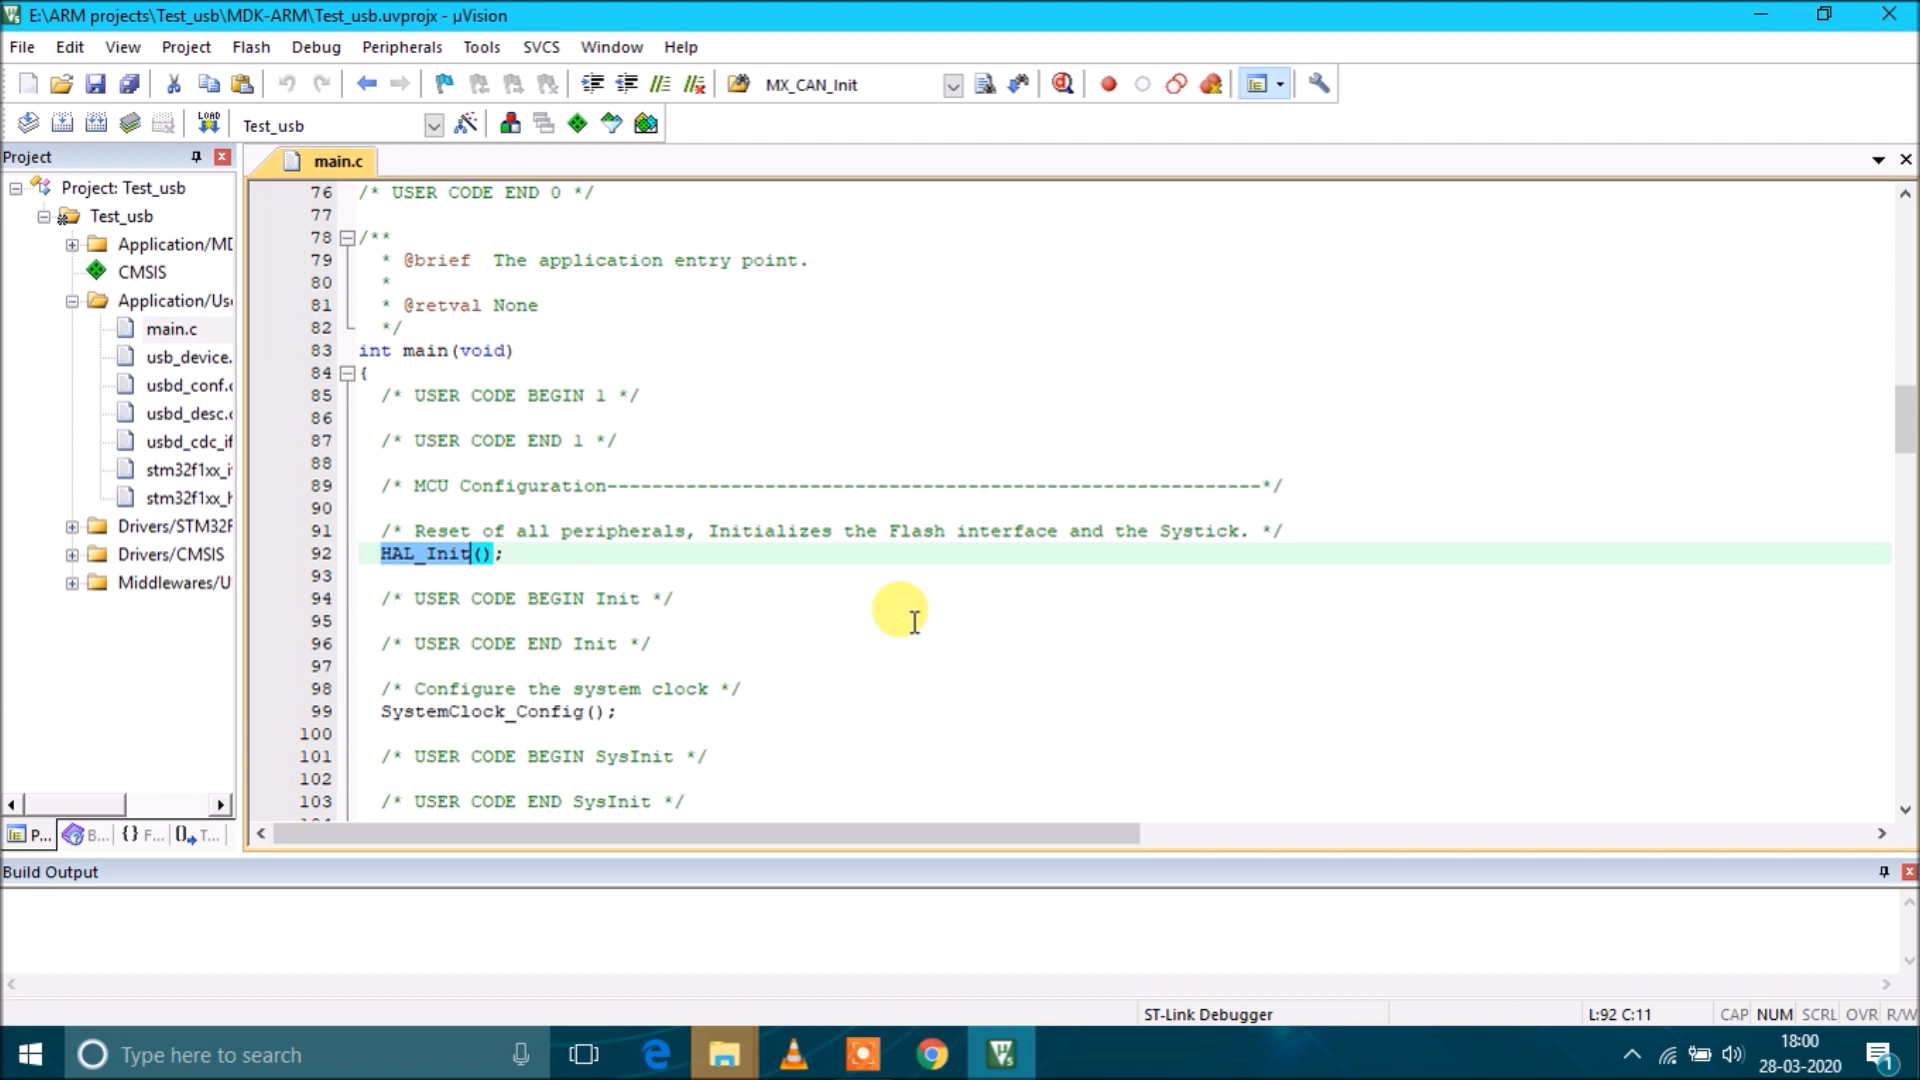 E:\ARM projects\Test_usb\MDK-ARM\Test_usb.uvprojx - µVision
File Edit View Project Flash Debug Peripherals Tools SVCS Window Help
MX_CAN_Init
LOAD
Test_usb
Project
main.c
Project: Test_usb
Test_usb
Application/MD
CMSIS
Application/Use
main.c
usb_device.
usbd_conf.c
usbd_desc.c
usbd_cdc_if
stm32f1xx_i
stm32f1xx_h
Drivers/STM32F
Drivers/CMSIS
Middlewares/U
P... B... {} F... T...
76 /* USER CODE END 0 */
77
78 /**
79 * @brief  The application entry point.
80 *
81 * @retval None
82 */
83 int main(void)
84 {
85 /* USER CODE BEGIN 1 */
86
87 /* USER CODE END 1 */
88
89 /* MCU Configuration----------------------------------------------------------*/
90
91 /* Reset of all peripherals, Initializes the Flash interface and the Systick. */
92 HAL_Init();
93
94 /* USER CODE BEGIN Init */
95
96 /* USER CODE END Init */
97
98 /* Configure the system clock */
99 SystemClock_Config();
100
101 /* USER CODE BEGIN SysInit */
102
103 /* USER CODE END SysInit */
Build Output
ST-Link Debugger L:92 C:11 CAP NUM SCRL OVR R/W
Type here to search
18:00
28-03-2020
1